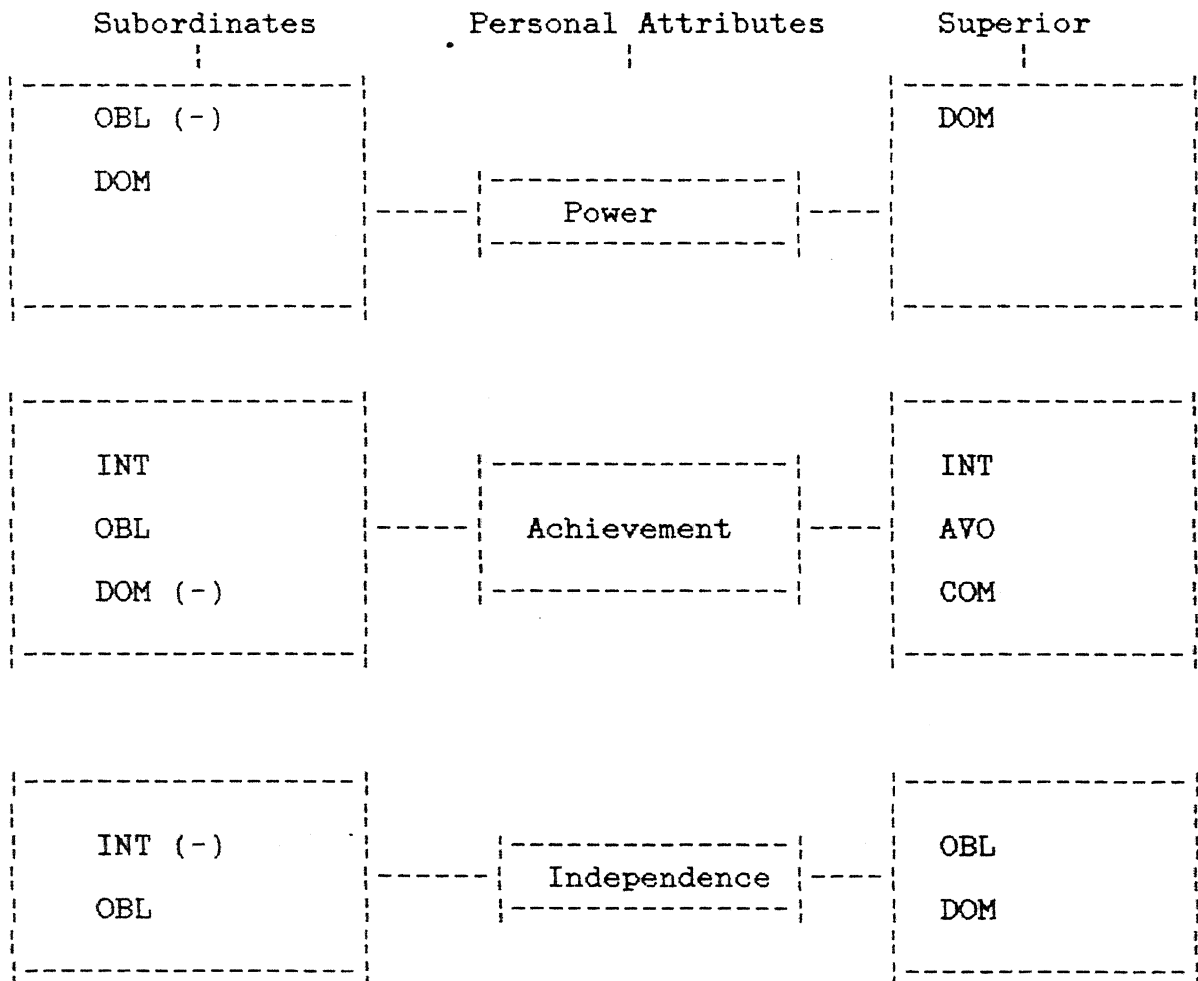 Subordinates Personal Attributes Superior
OBL (-) DOM
DOM
Power
INT INT
OBL Achievement AVO
DOM (-) COM
INT (-) OBL
Independence
OBL DOM